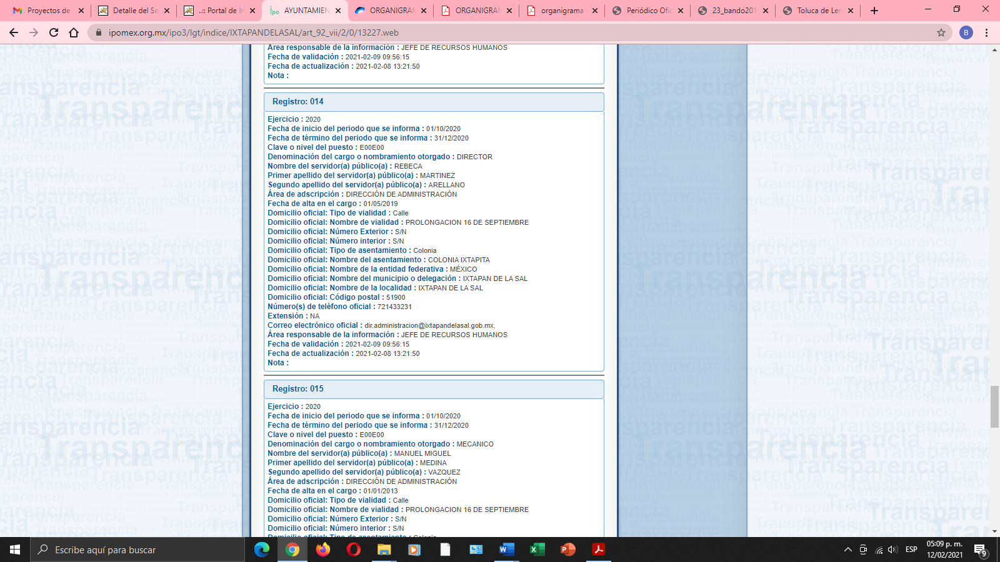 Proyectos de
Detalle del Se
..:: Portal de In
AYUNTAMIEN
ORGANIGRAM
ORGANIGRAM
organigrama
Periódico Ofic
23_bando201
Toluca de Ler
ipomex.org.mx/ipo3/lgt/indice/IXTAPANDELASAL/art_92_vii/2/0/13227.web
B
Área responsable de la información : JEFE DE RECURSOS HUMANOS
Fecha de validación : 2021-02-09 09:56:15
Fecha de actualización : 2021-02-08 13:21:50
Nota :
Registro: 014
Ejercicio : 2020
Fecha de inicio del periodo que se informa : 01/10/2020
Fecha de término del periodo que se informa : 31/12/2020
Clave o nivel del puesto : E00E00
Denominación del cargo o nombramiento otorgado : DIRECTOR
Nombre del servidor(a) público(a) : REBECA
Primer apellido del servidor(a) público(a) : MARTINEZ
Segundo apellido del servidor(a) público(a) : ARELLANO
Área de adscripción : DIRECCIÓN DE ADMINISTRACIÓN
Fecha de alta en el cargo : 01/05/2019
Domicilio oficial: Tipo de vialidad : Calle
Domicilio oficial: Nombre de vialidad : PROLONGACION 16 DE SEPTIEMBRE
Domicilio oficial: Número Exterior : S/N
Domicilio oficial: Número interior : S/N
Domicilio oficial: Tipo de asentamiento : Colonia
Domicilio oficial: Nombre del asentamiento : COLONIA IXTAPITA
Domicilio oficial: Nombre de la entidad federativa : MÉXICO
Domicilio oficial: Nombre del municipio o delegación : IXTAPAN DE LA SAL
Domicilio oficial: Nombre de la localidad : IXTAPAN DE LA SAL
Domicilio oficial: Código postal : 51900
Número(s) de teléfono oficial : 721433231
Extensión : NA
Correo electrónico oficial : dir.administracion@ixtapandelasal.gob.mx,
Área responsable de la información : JEFE DE RECURSOS HUMANOS
Fecha de validación : 2021-02-09 09:56:15
Fecha de actualización : 2021-02-08 13:21:50
Nota :
Registro: 015
Ejercicio : 2020
Fecha de inicio del periodo que se informa : 01/10/2020
Fecha de término del periodo que se informa : 31/12/2020
Clave o nivel del puesto : E00E00
Denominación del cargo o nombramiento otorgado : MECANICO
Nombre del servidor(a) público(a) : MANUEL MIGUEL
Primer apellido del servidor(a) público(a) : MEDINA
Segundo apellido del servidor(a) público(a) : VAZQUEZ
Área de adscripción : DIRECCIÓN DE ADMINISTRACIÓN
Fecha de alta en el cargo : 01/01/2013
Domicilio oficial: Tipo de vialidad : Calle
Domicilio oficial: Nombre de vialidad : PROLONGACION 16 DE SEPTIEMBRE
Domicilio oficial: Número Exterior : S/N
Domicilio oficial: Número interior : S/N
Domicilio oficial: Tipo de asentamiento : Colonia
Escribe aquí para buscar
ESP
05:09 p. m.
12/02/2021
9